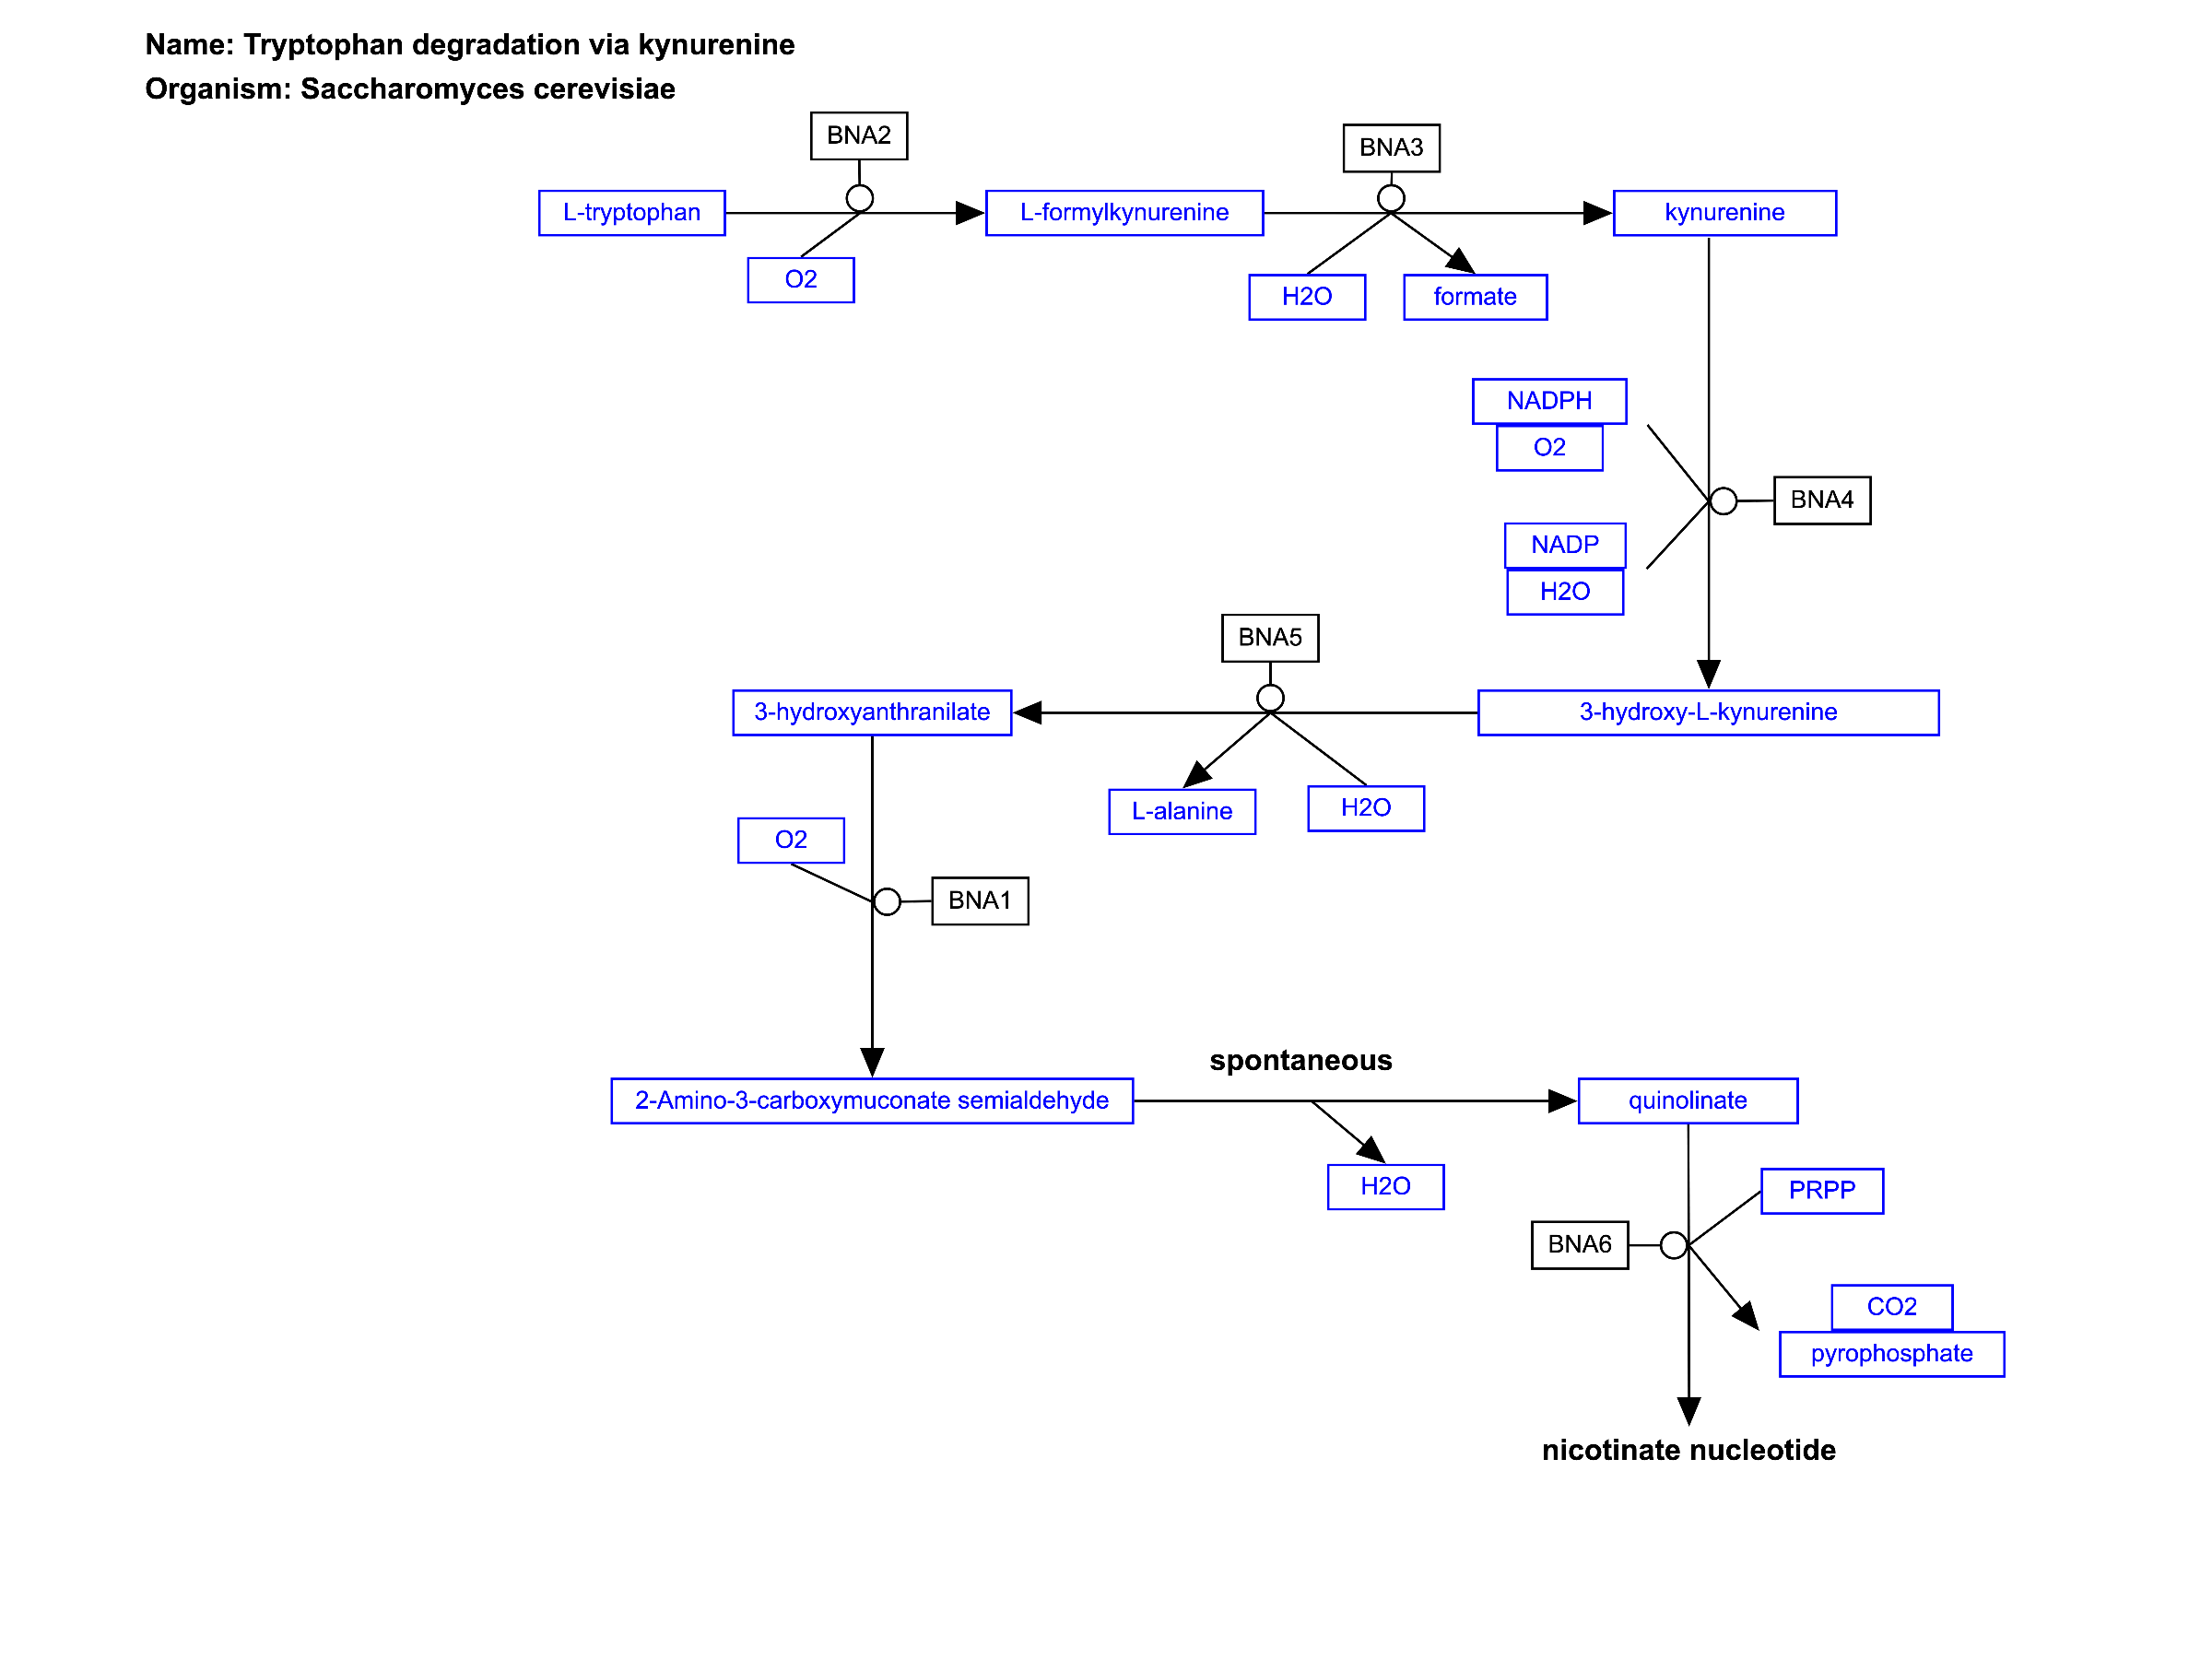 Name: Tryptophan degradation via kynurenine
Organism: Saccharomyces cerevisiae
BNA2
BNA3
L-tryptophan
L-formylkynurenine
kynurenine
O2
H2O
formate
NADPH
O2
BNA4
NADP
H2O
BNA5
3-hydroxyanthranilate
3-hydroxy-L-kynurenine
L-alanine
H2O
O2
BNA1
spontaneous
2-Amino-3-carboxymuconate semialdehyde
quinolinate
H2O
PRPP
BNA6
CO2
pyrophosphate
nicotinate nucleotide